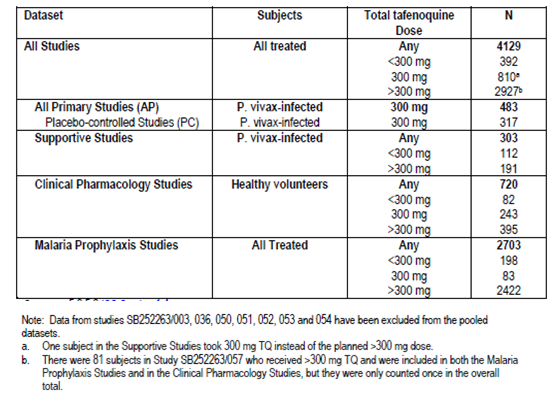 Dataset Subjects Total tafenoquine Dose N
All Studies All treated Any 4129
<300 mg 392
300 mg 810a
>300 mg 2927b
All Primary Studies (AP) P. vivax-infected 300 mg 483
Placebo-controlled Studies (PC) P. vivax-infected 300 mg 317
Supportive Studies P. vivax-infected Any 303
<300 mg 112
>300 mg 191
Clinical Pharmacology Studies Healthy volunteers Any 720
<300 mg 82
300 mg 243
>300 mg 395
Malaria Prophylaxis Studies All Treated Any 2703
<300 mg 198
300 mg 83
>300 mg 2422
Note: Data from studies SB252263/003, 036, 050, 051, 052, 053 and 054 have been excluded from the pooled
datasets.
a. One subject in the Supportive Studies took 300 mg TQ instead of the planned >300 mg dose.
b. There were 81 subjects in Study SB252263/057 who received >300 mg TQ and were included in both the Malaria
Prophylaxis Studies and in the Clinical Pharmacology Studies, but they were only counted once in the overall
total.